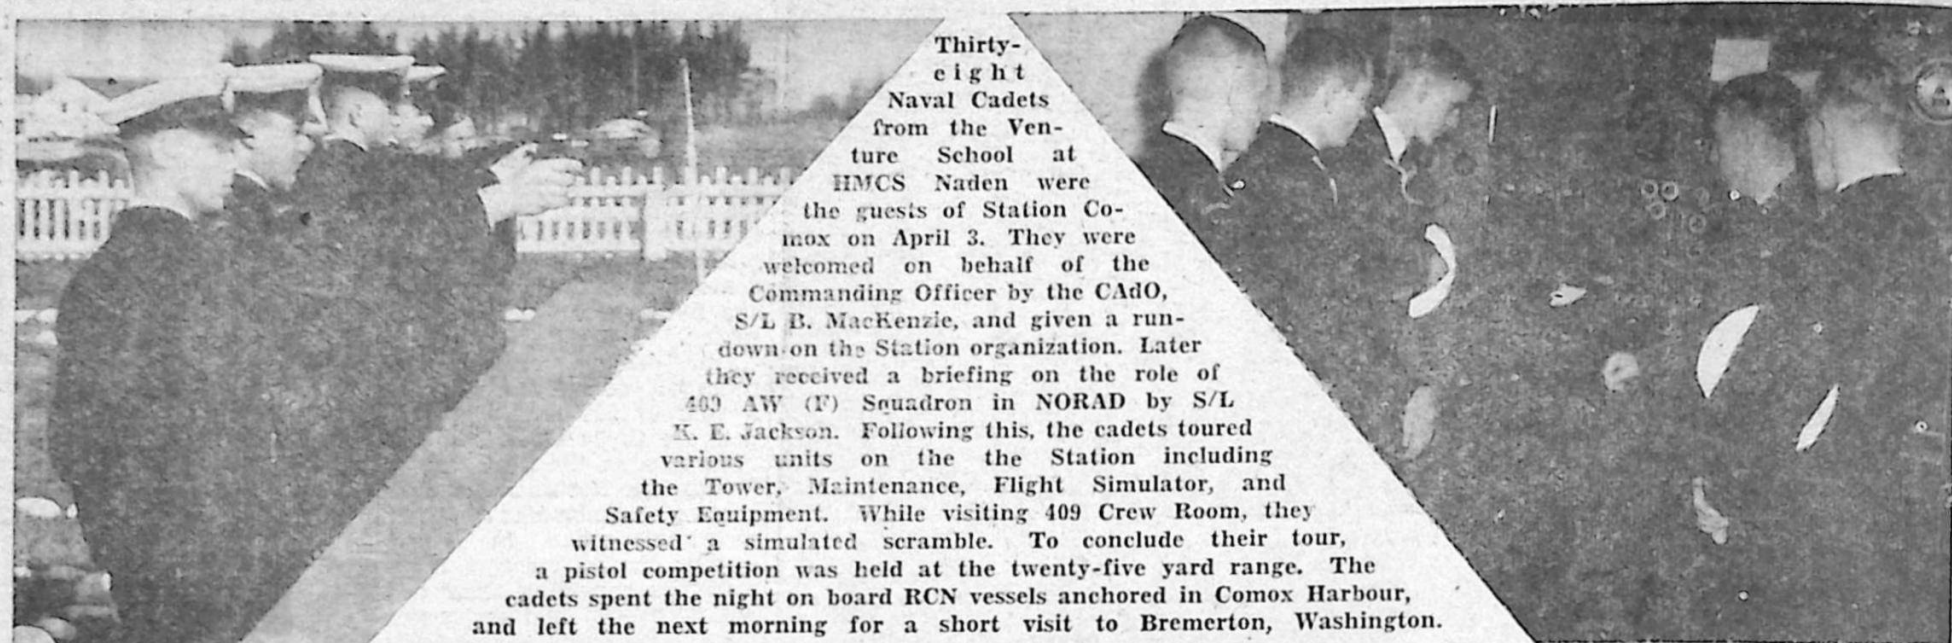 Thirty-
eight
Naval Cadets
from the Ven-
ture School at
HMCS Naden were
the guests of Station Co-
mox on April 3. They were
welcomed on behalf of the
Commanding Officer by the CAdO,
S/L B. MacKenzie, and given a run-
down on the Station organization. Later
they received a briefing on the role of
409 AW (F) Squadron in NORAD by S/L
K. E. Jackson. Following this, the cadets toured
various units on the the Station including
the Tower, Maintenance, Flight Simulator, and
Safety Equipment. While visiting 409 Crew Room, they
witnessed a simulated scramble. To conclude their tour,
a pistol competition was held at the twenty-five yard range. The
cadets spent the night on board RCN vessels anchored in Comox Harbour,
and left the next morning for a short visit to Bremerton, Washington.